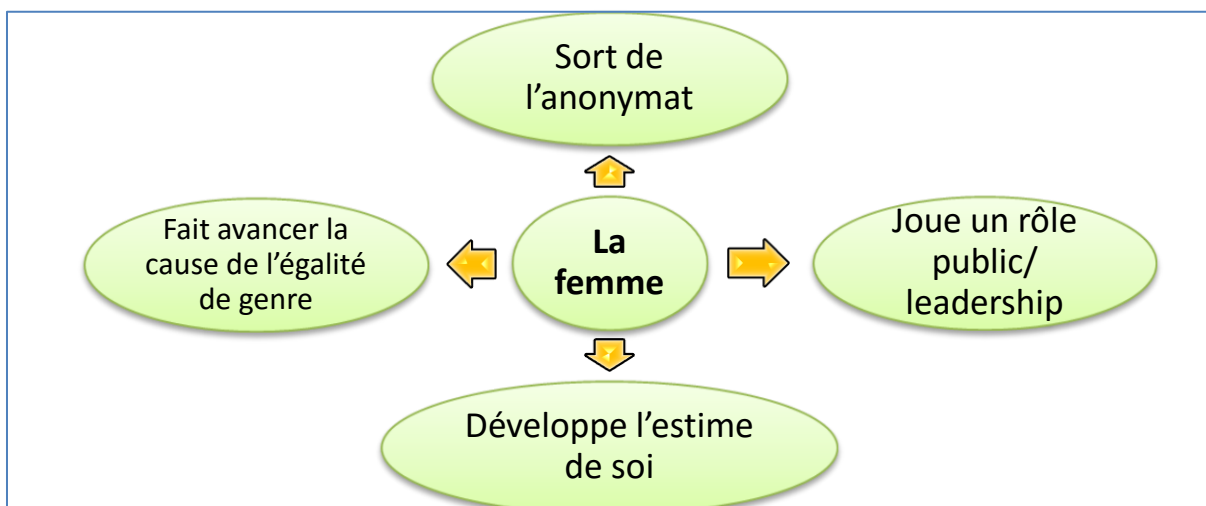 Sort de
l’anonymat
Fait avancer la
cause de l’égalité
de genre
La
femme
Joue un rôle
public/
leadership
Développe l’estime
de soi